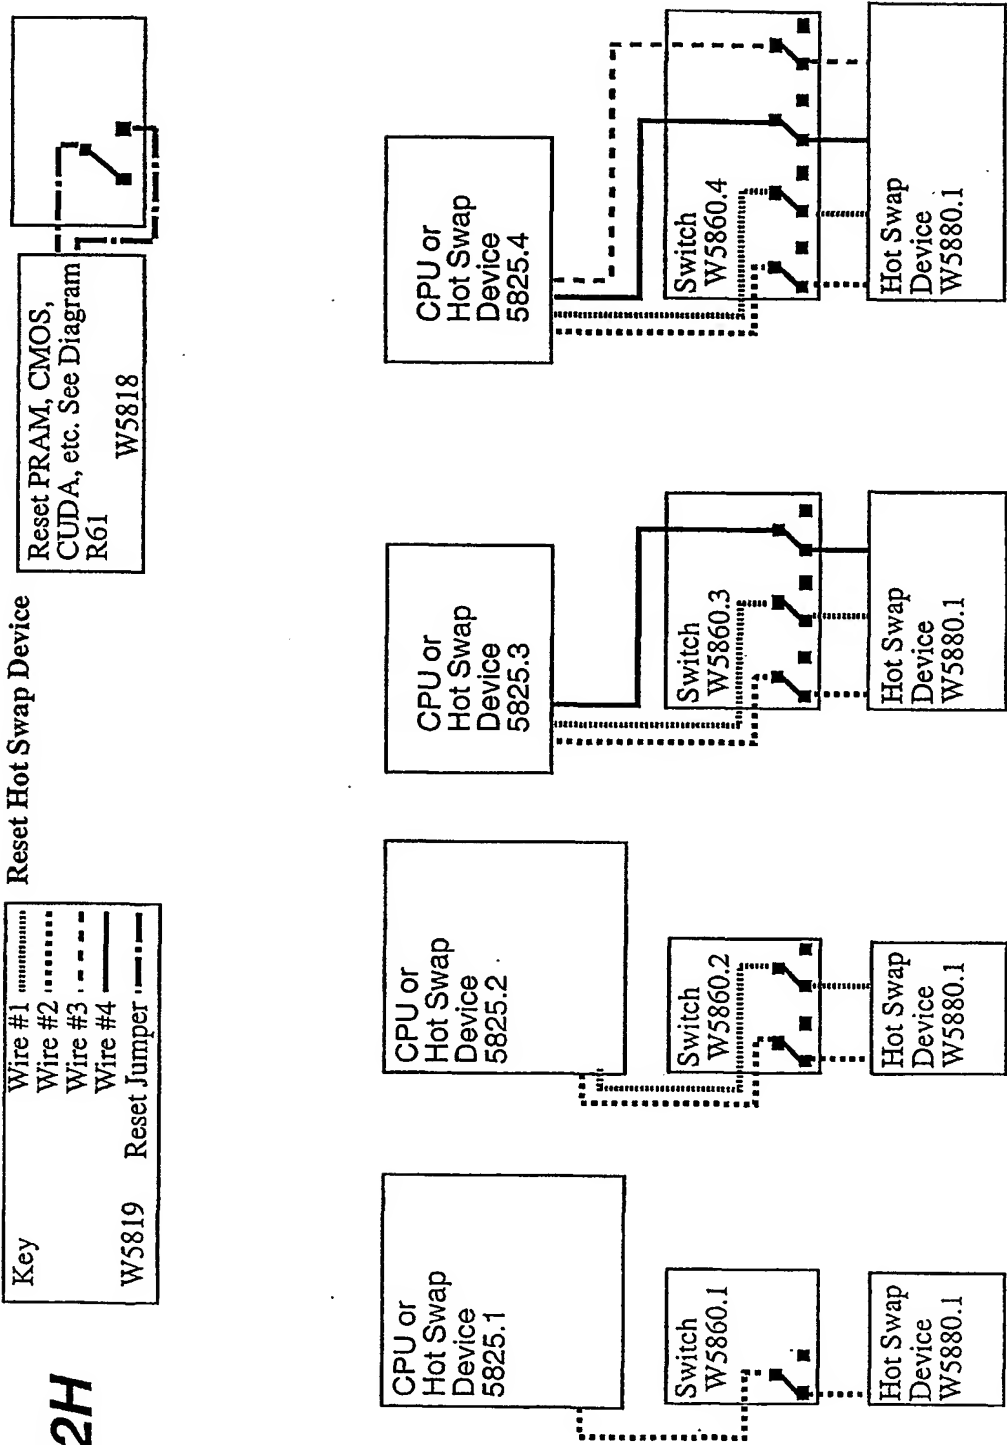 2H
Key
Wire #1
Wire #2
Wire #3
Wire #4
W5819 Reset Jumper
Reset Hot Swap Device
Reset PRAM, CMOS,
CUDA, etc. See Diagram
R61
W5818
CPU or
Hot Swap
Device
5825.1
Switch
W5860.1
Hot Swap
Device
W5880.1
CPU or
Hot Swap
Device
5825.2
Switch
W5860.2
Hot Swap
Device
W5880.1
CPU or
Hot Swap
Device
5825.3
Switch
W5860.3
Hot Swap
Device
W5880.1
CPU or
Hot Swap
Device
5825.4
Switch
W5860.4
Hot Swap
Device
W5880.1